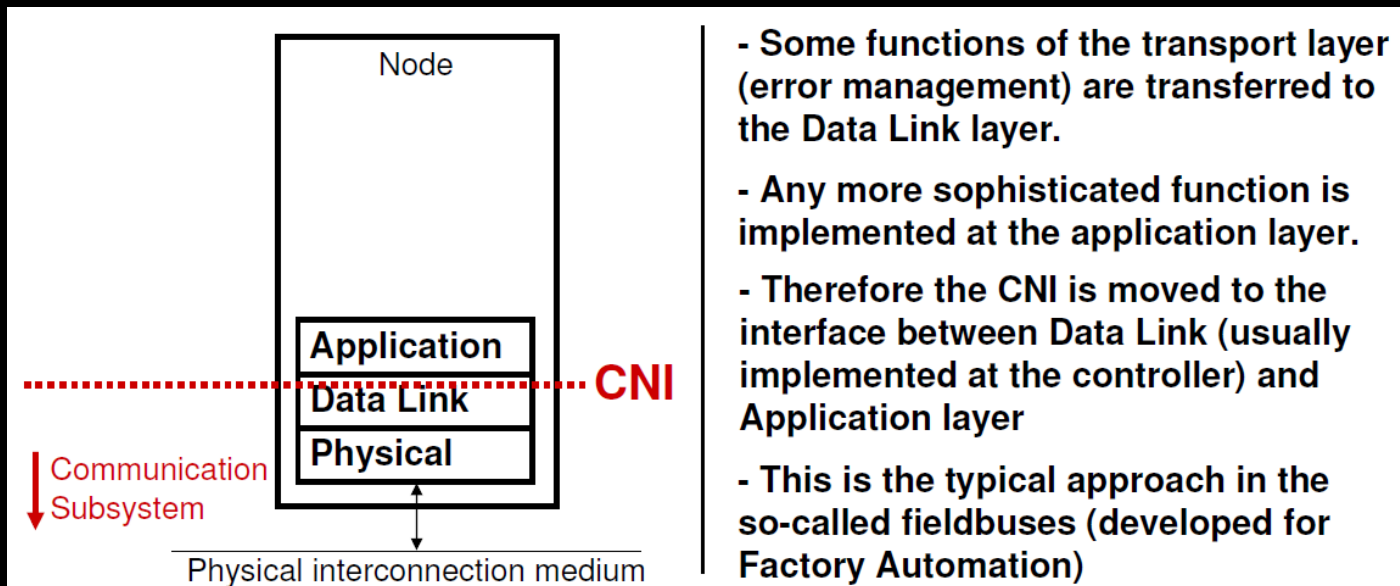 Node
Application
CNI
Data Link
Physical
Communication
Subsystem
Physical interconnection medium
- Some functions of the transport layer
(error management) are transferred to
the Data Link layer.
- Any more sophisticated function is
implemented at the application layer.
- Therefore the CNI is moved to the
interface between Data Link (usually
implemented at the controller) and
Application layer
- This is the typical approach in the
so-called fieldbuses (developed for
Factory Automation)